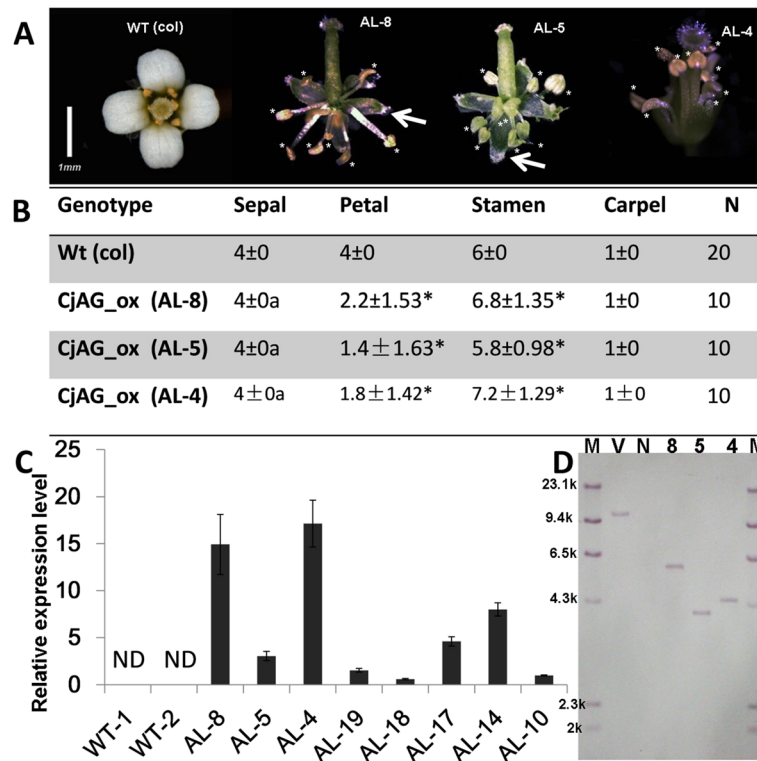 A
WT (col)
AL-8
AL-5
AL-4
1mm
B
Genotype Sepal Petal Stamen Carpel N
Wt (col) 4±0 4±0 6±0 1±0 20
CjAG_ox (AL-8) 4±0a 2.2±1.53* 6.8±1.35* 1±0 10
CjAG_ox (AL-5) 4±0a 1.4±1.63* 5.8±0.98* 1±0 10
CjAG_ox (AL-4) 4±0a 1.8±1.42* 7.2±1.29* 1±0 10
C
Relative expression level
25
20
15
10
5
0
ND ND
WT-1 WT-2 AL-8 AL-5 AL-4 AL-19 AL-18 AL-17 AL-14 AL-10
D
M V N 8 5 4 M
23.1k
9.4k
6.5k
4.3k
2.3k
2k